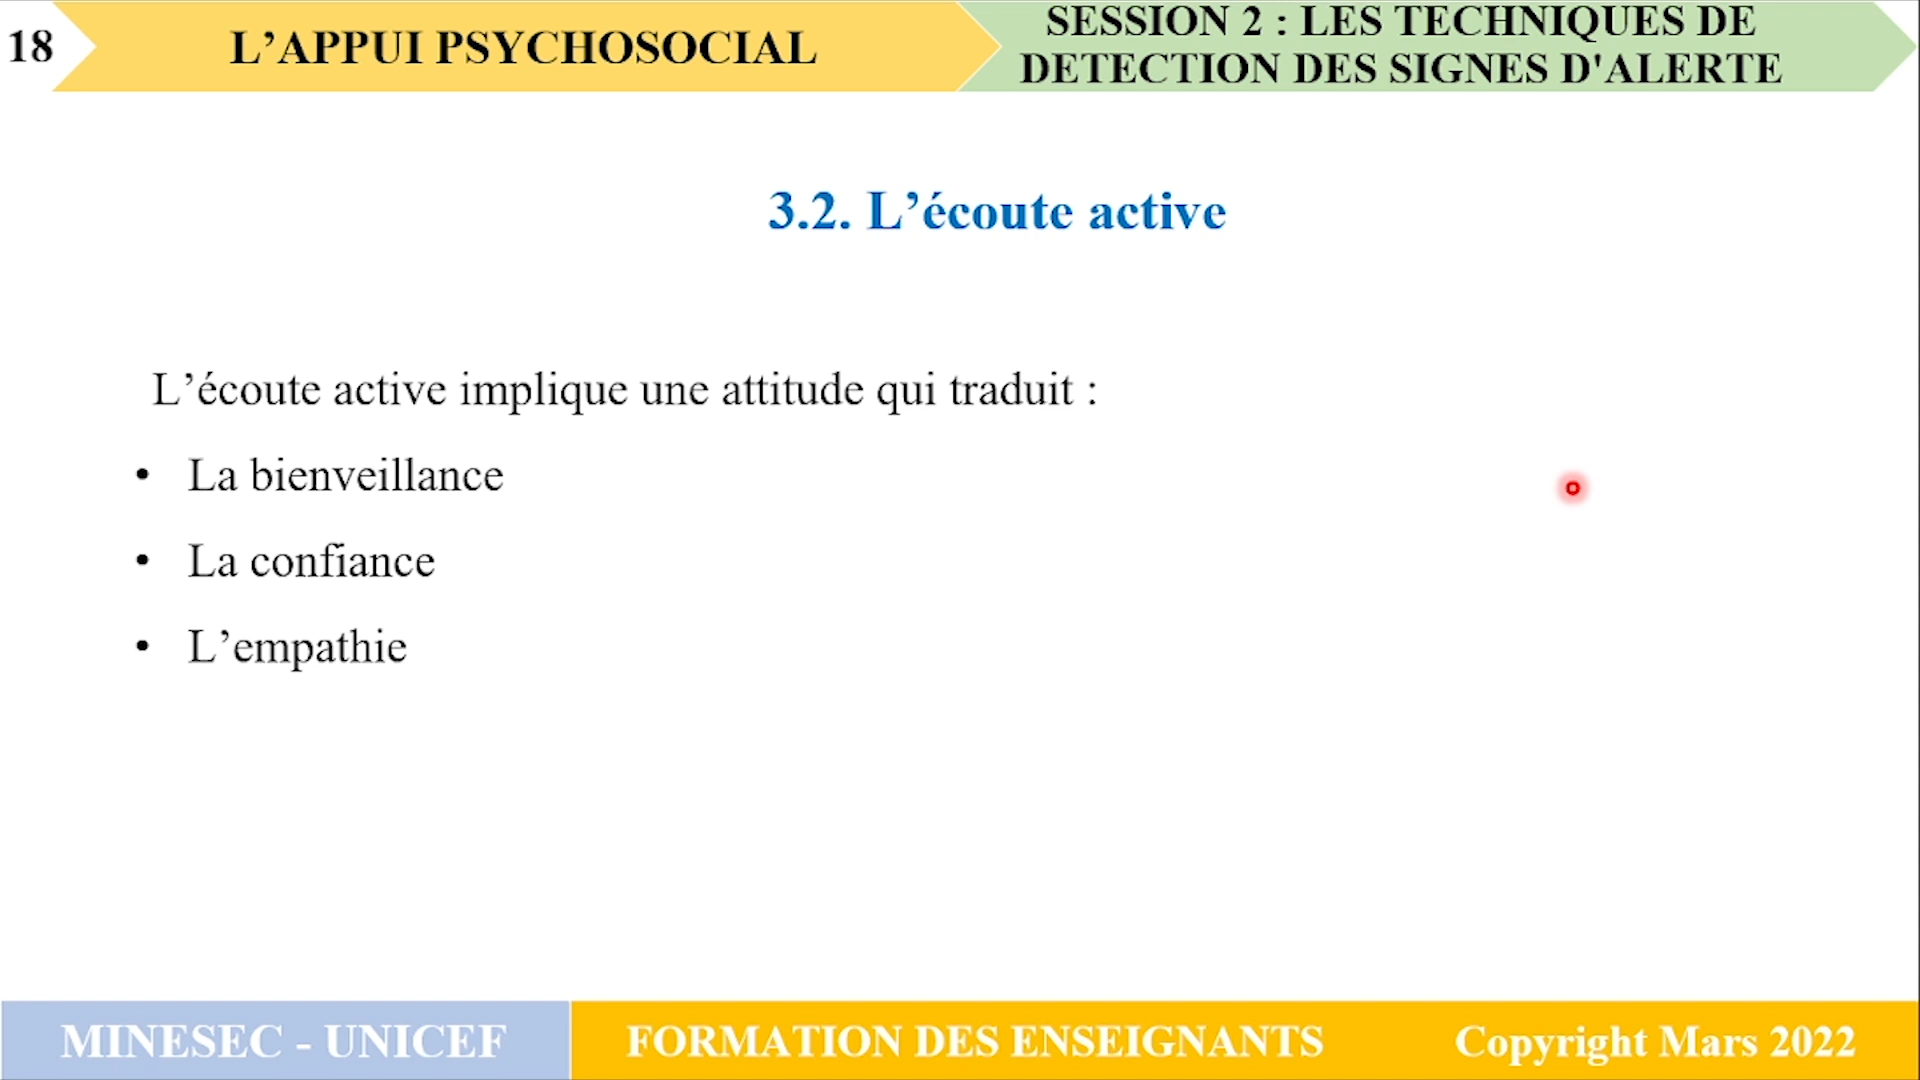 18
L’APPUI PSYCHOSOCIAL
SESSION 2 : LES TECHNIQUES DE
DETECTION DES SIGNES D'ALERTE
3.2. L’écoute active
L’écoute active implique une attitude qui traduit :
• La bienveillance
• La confiance
• L’empathie
MINESEC - UNICEF
FORMATION DES ENSEIGNANTS
Copyright Mars 2022